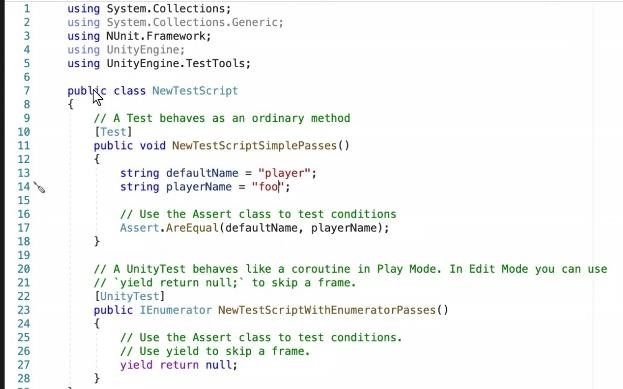 1 using System.Collections;
2 using System.Collections.Generic;
3 using NUnit.Framework;
4 using UnityEngine;
5 using UnityEngine.TestTools;
6
7 public class NewTestScript
8 {
9 // A Test behaves as an ordinary method
10 [Test]
11 public void NewTestScriptSimplePasses()
12 {
13 string defaultName = "player";
14 string playerName = "foo";
15
16 // Use the Assert class to test conditions
17 Assert.AreEqual(defaultName, playerName);
18 }
19
20 // A UnityTest behaves like a coroutine in Play Mode. In Edit Mode you can use
21 // `yield return null;` to skip a frame.
22 [UnityTest]
23 public IEnumerator NewTestScriptWithEnumeratorPasses()
24 {
25 // Use the Assert class to test conditions.
26 // Use yield to skip a frame.
27 yield return null;
28 }